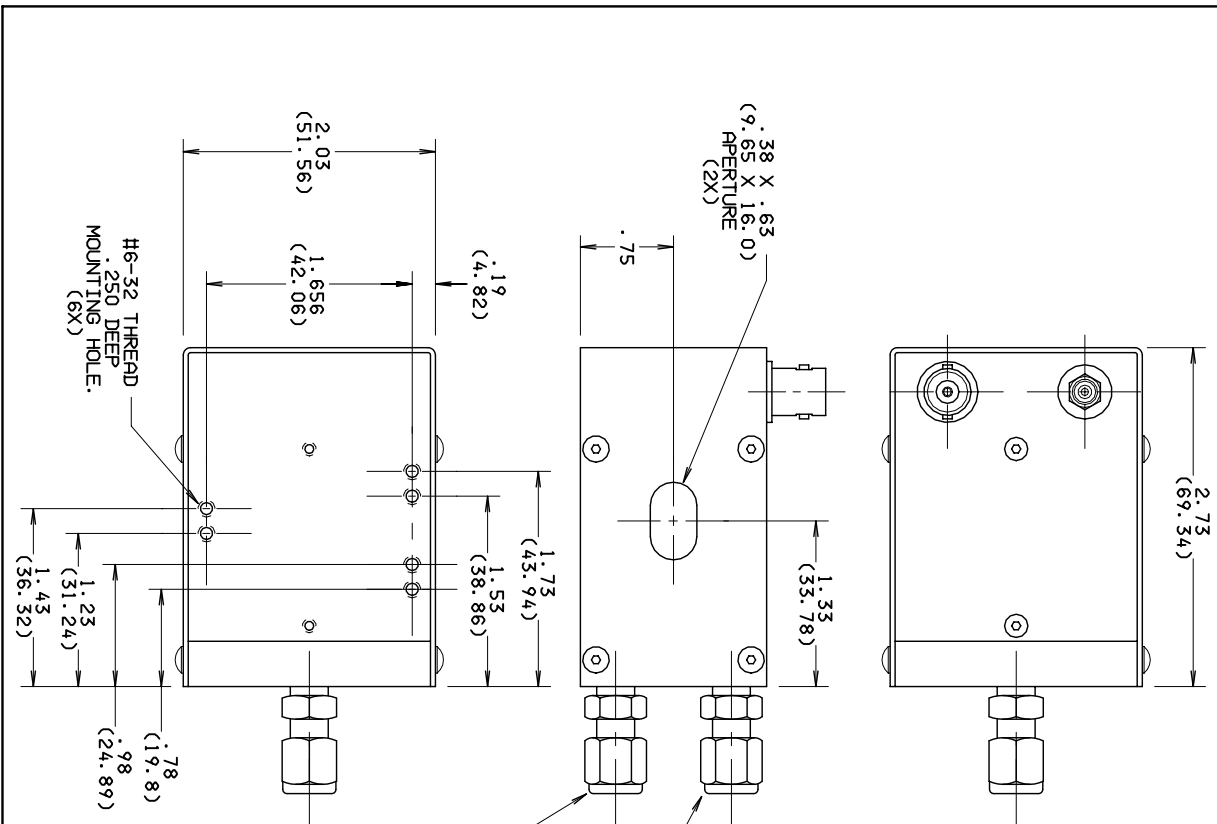 2.73
(69.34)
.38 X .63
(9.65 X 16.0)
APERTURE
(2X)
.75
1.33
(33.78)
.19
(4.82)
2.03
(51.56)
1.656
(42.06)
#6-32 THREAD
.250 DEEP
MOUNTING HOLE.
(6X)
1.73
(43.94)
1.53
(38.86)
1.43
(36.32)
1.23
(31.24)
.98
(24.89)
.78
(19.8)